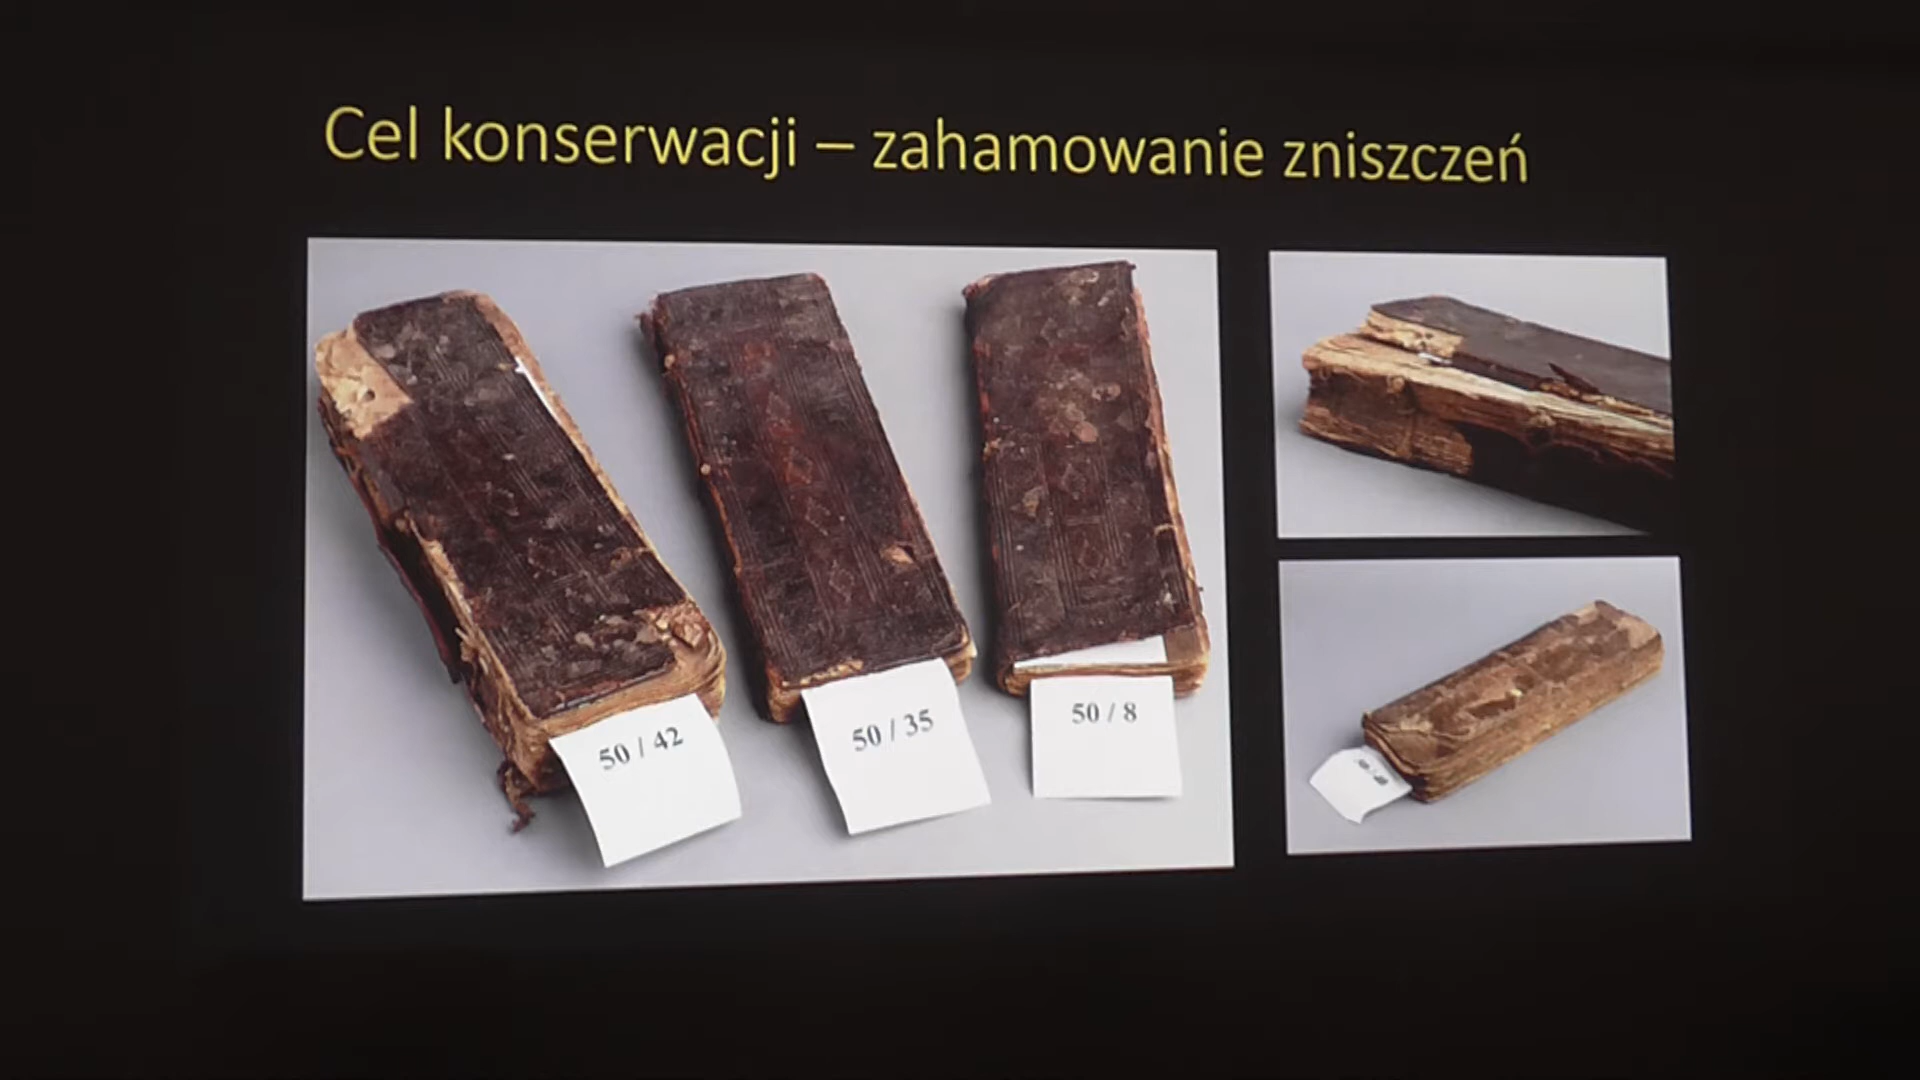 Cel konserwacji – zahamowanie zniszczeń
50 / 42
50 / 35
50 / 8